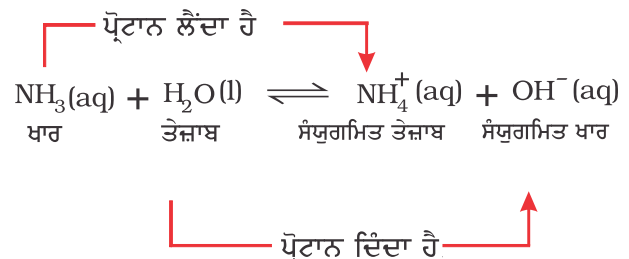 ਪ੍ਰੋਟਾਨ ਲੈਂਦਾ ਹੈ
NH₃(aq) + H₂O(l) ⇌ NH₄⁺(aq) + OH⁻(aq)
ਖਾਰ ਤੇਜ਼ਾਬ ਸੰਯੁਗਮਿਤ ਤੇਜ਼ਾਬ ਸੰਯੁਗਮਿਤ ਖਾਰ
ਪ੍ਰੋਟਾਨ ਦਿੰਦਾ ਹੈ